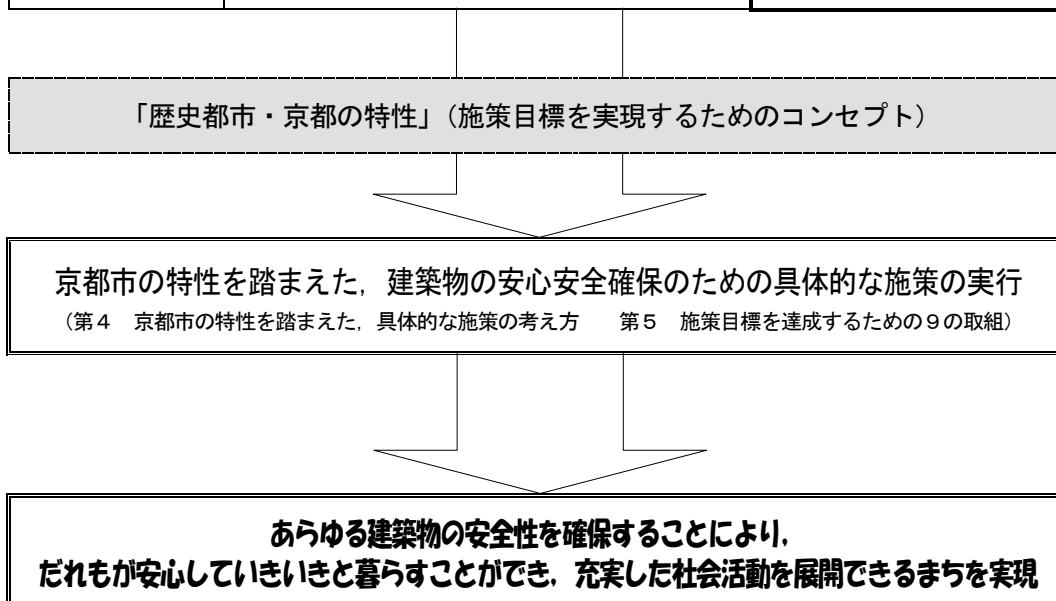 「歴史都市・京都の特性」（施策目標を実現するためのコンセプト）
京都市の特性を踏まえた，建築物の安心安全確保のための具体的な施策の実行
（第４　京都市の特性を踏まえた，具体的な施策の考え方　　第５　施策目標を達成するための９の取組）
あらゆる建築物の安全性を確保することにより，
だれもが安心していきいきと暮らすことができ，充実した社会活動を展開できるまちを実現